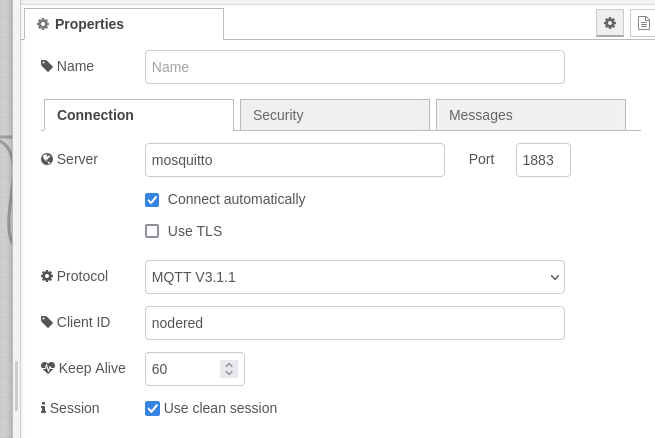 Properties
Name Name
Connection Security Messages
Server mosquitto Port 1883
Connect automatically
Use TLS
Protocol MQTT V3.1.1
Client ID nodered
Keep Alive 60
Session Use clean session